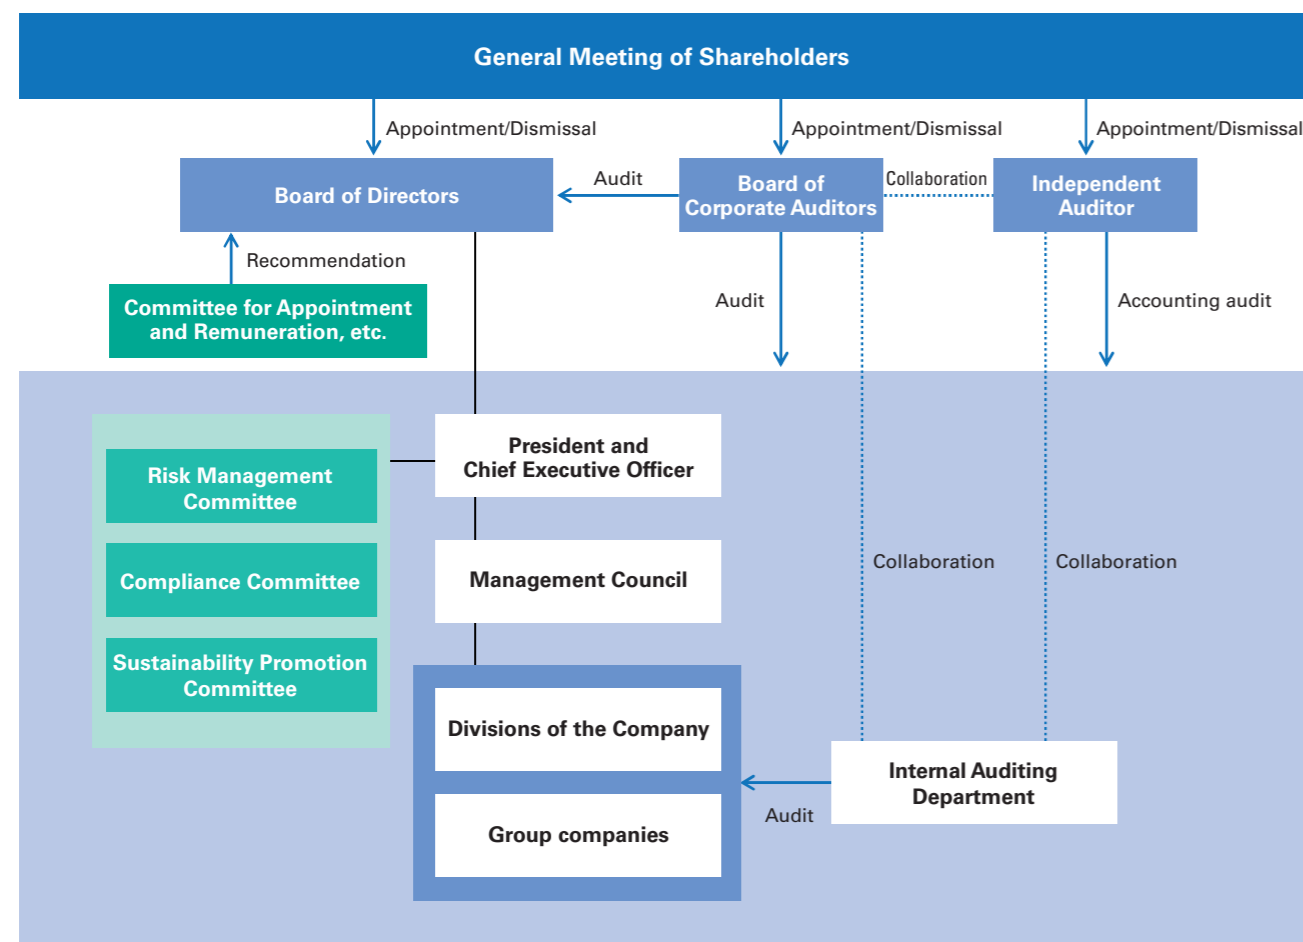 General Meeting of Shareholders
Appointment/Dismissal
Appointment/Dismissal
Appointment/Dismissal
Board of Directors
Audit
Board of
Corporate Auditors
Collaboration
Independent
Auditor
Recommendation
Committee for Appointment
and Remuneration, etc.
Audit
Accounting audit
President and
Chief Executive Officer
Risk Management
Committee
Compliance Committee
Management Council
Collaboration
Collaboration
Sustainability Promotion
Committee
Divisions of the Company
Internal Auditing
Department
Audit
Group companies